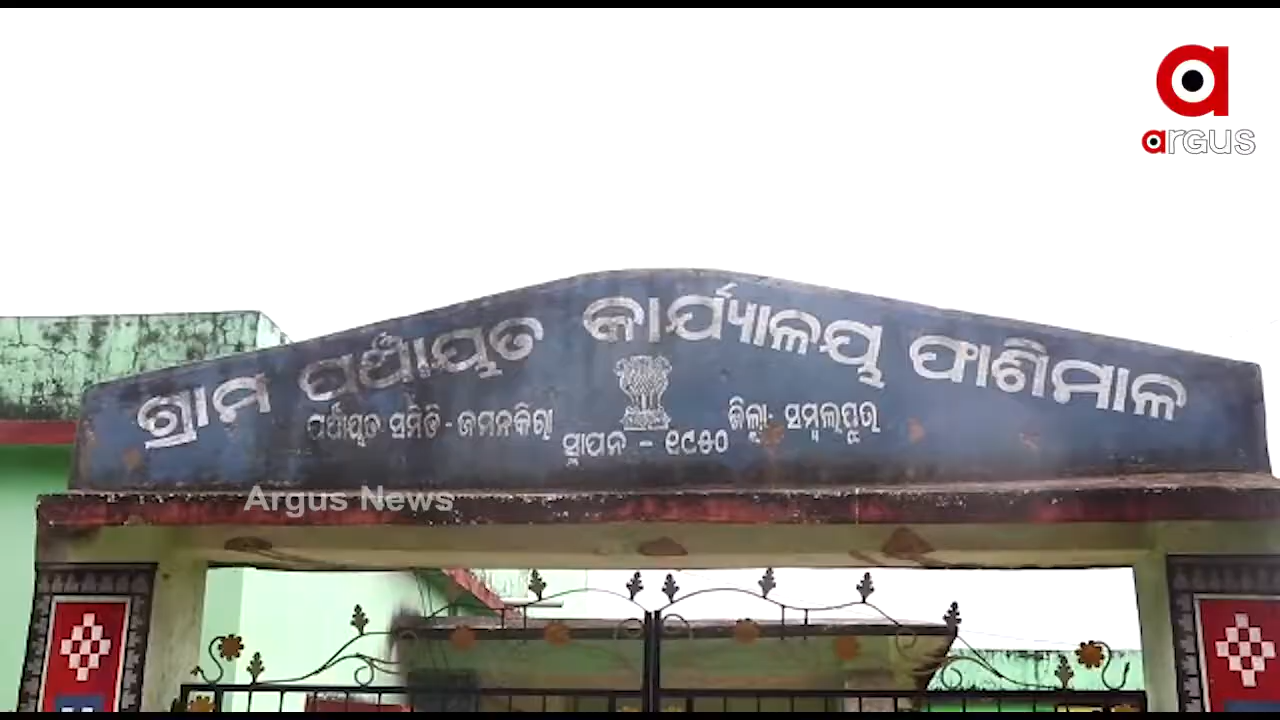 argus
ଗ୍ରାମ ପଞ୍ଚାୟତ କାର୍ଯ୍ୟାଳୟ ଫାଶିମାଳ
ପଞ୍ଚାୟତ ସମିତି - ଜମନକିରା
ଜିଲ୍ଲା- ସମ୍ବଲପୁର
ସ୍ଥାପନ - ୧୯୫୦
Argus News